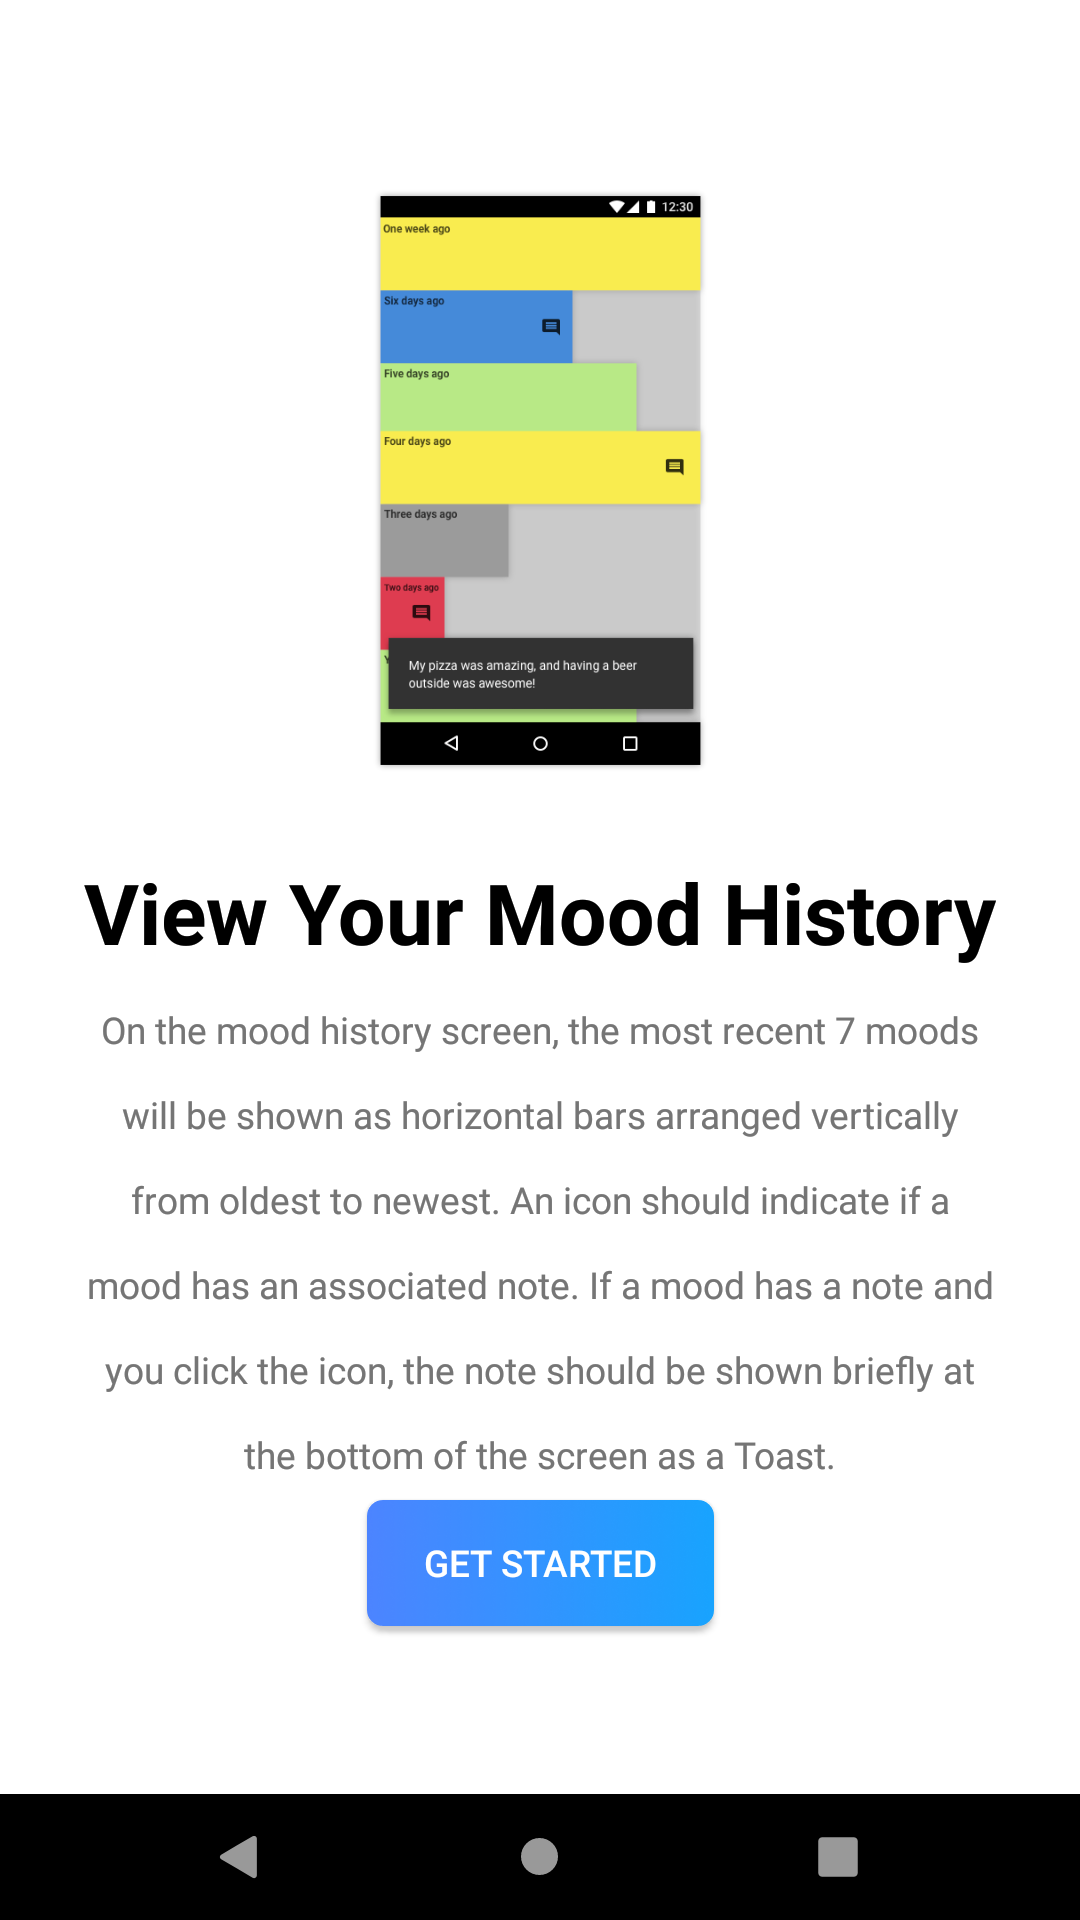 12:30
One week ago
Six days ago
Five days ago
Four days ago
Three days ago
Two days ago
My pizza was amazing, and having a beer
outside was awesome!
View Your Mood History
On the mood history screen, the most recent 7 moods
will be shown as horizontal bars arranged vertically
from oldest to newest. An icon should indicate if a
mood has an associated note. If a mood has a note and
you click the icon, the note should be shown briefly at
the bottom of the screen as a Toast.
GET STARTED